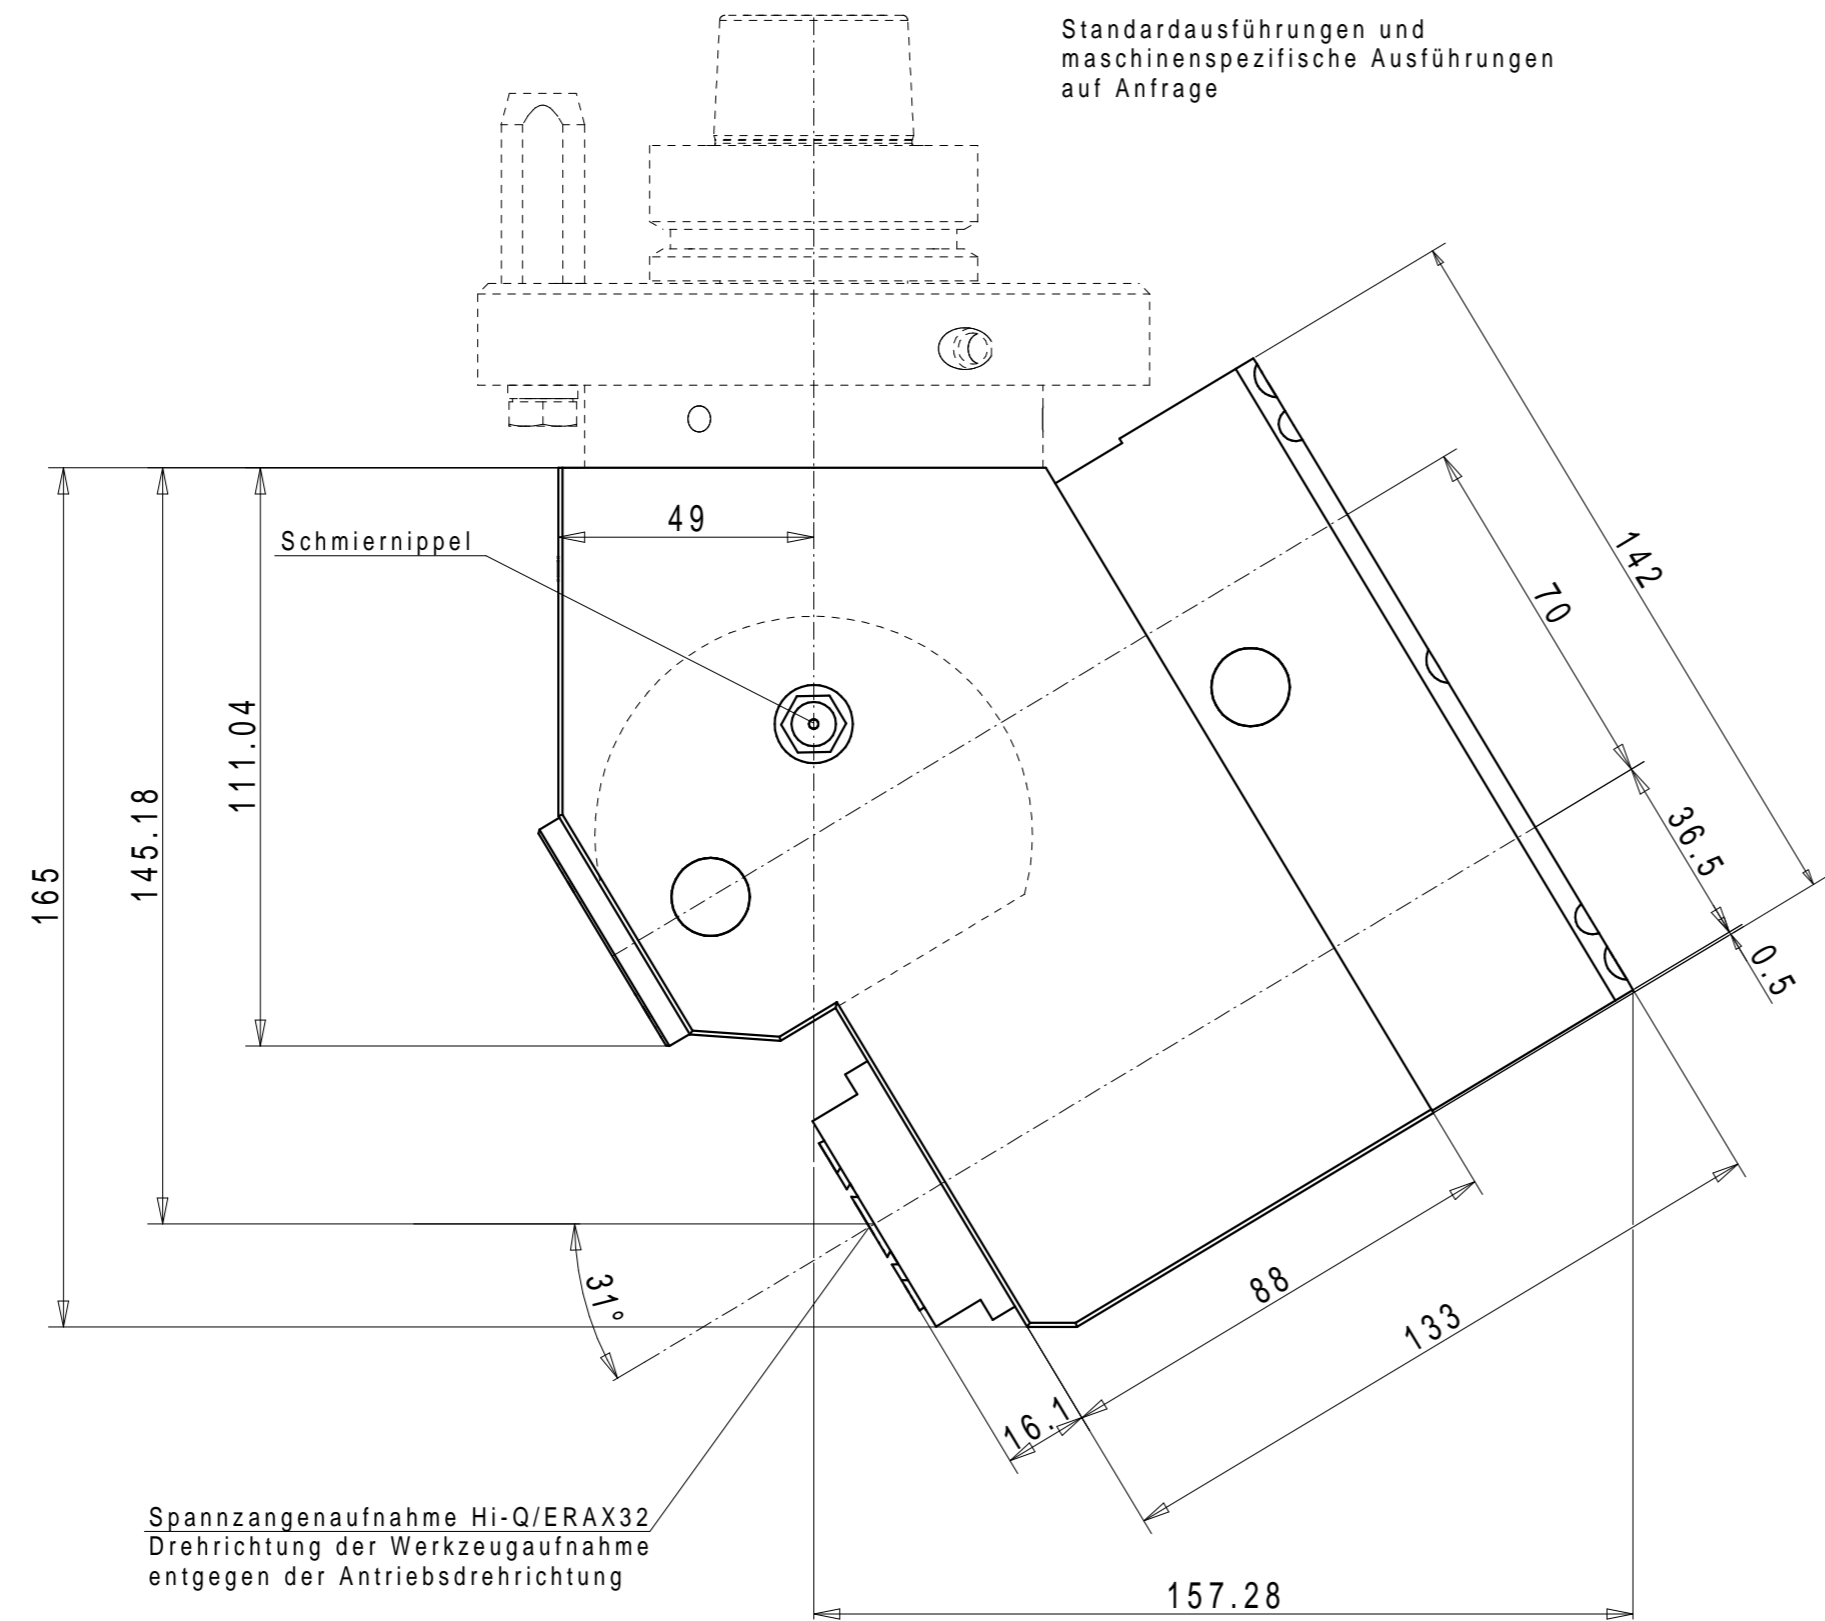 Standardausführungen und
maschinenspezifische Ausführungen
auf Anfrage
49
Schmiernippel
142
70
111.04
145.18
36.5
165
0.5
31°
88
133
16.1
Spannzangenaufnahme Hi-Q/ERAX32
Drehrichtung der Werkzeugaufnahme
entgegen der Antriebsdrehrichtung
157.28